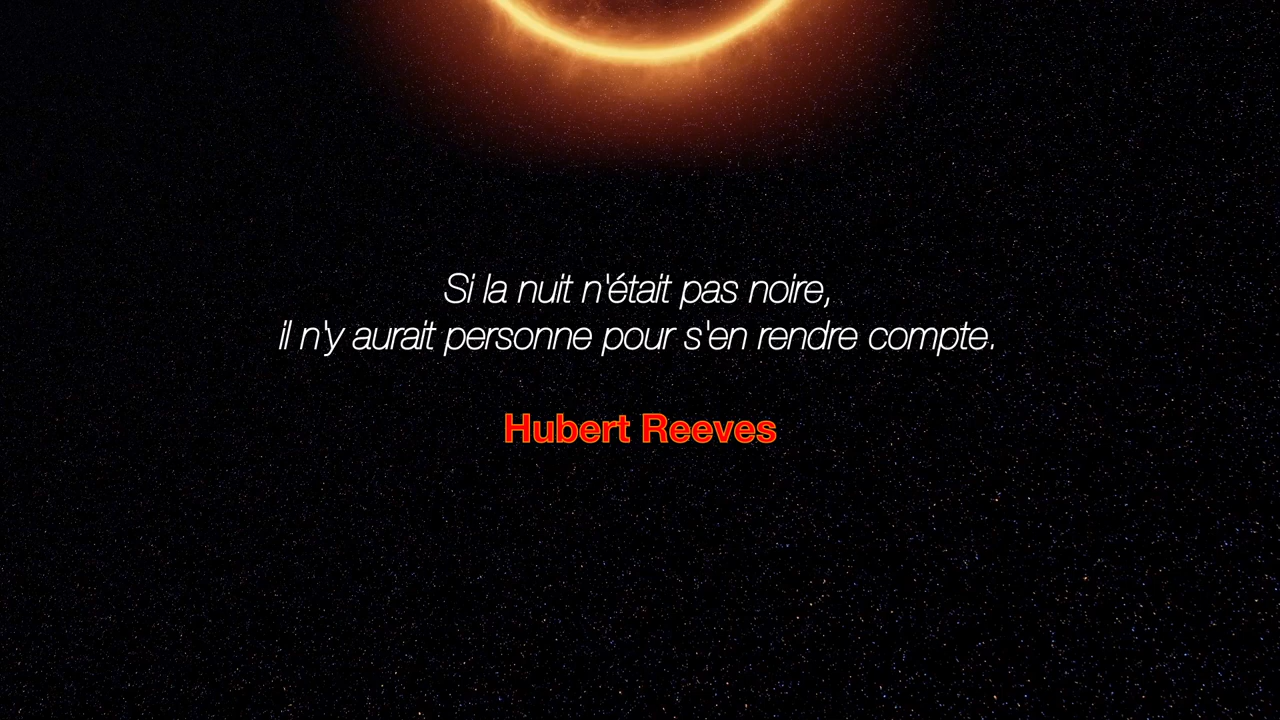 Si la nuit n'était pas noire,
il n'y aurait personne pour s'en rendre compte.
Hubert Reeves